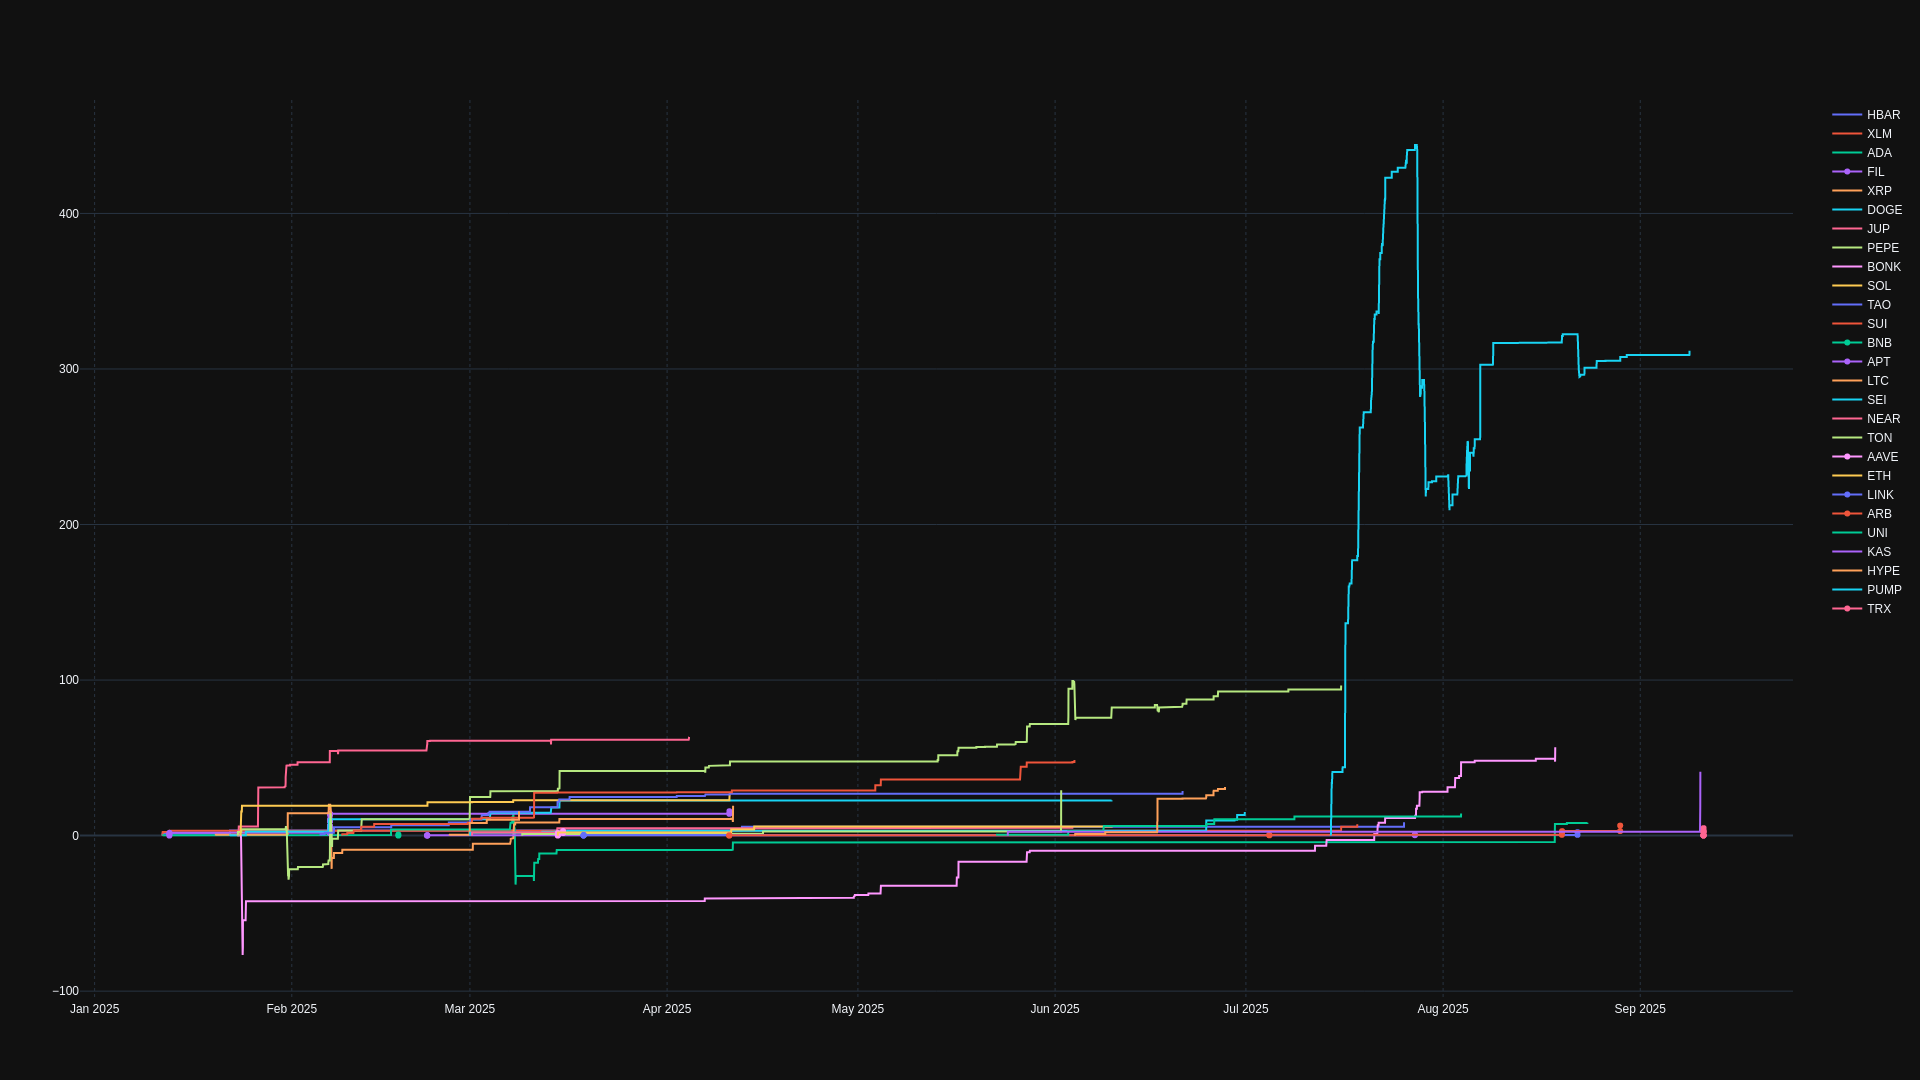 400
300
200
100
0
−100
Jan 2025
Feb 2025
Mar 2025
Apr 2025
May 2025
Jun 2025
Jul 2025
Aug 2025
Sep 2025
HBAR
XLM
ADA
FIL
XRP
DOGE
JUP
PEPE
BONK
SOL
TAO
SUI
BNB
APT
LTC
SEI
NEAR
TON
AAVE
ETH
LINK
ARB
UNI
KAS
HYPE
PUMP
TRX